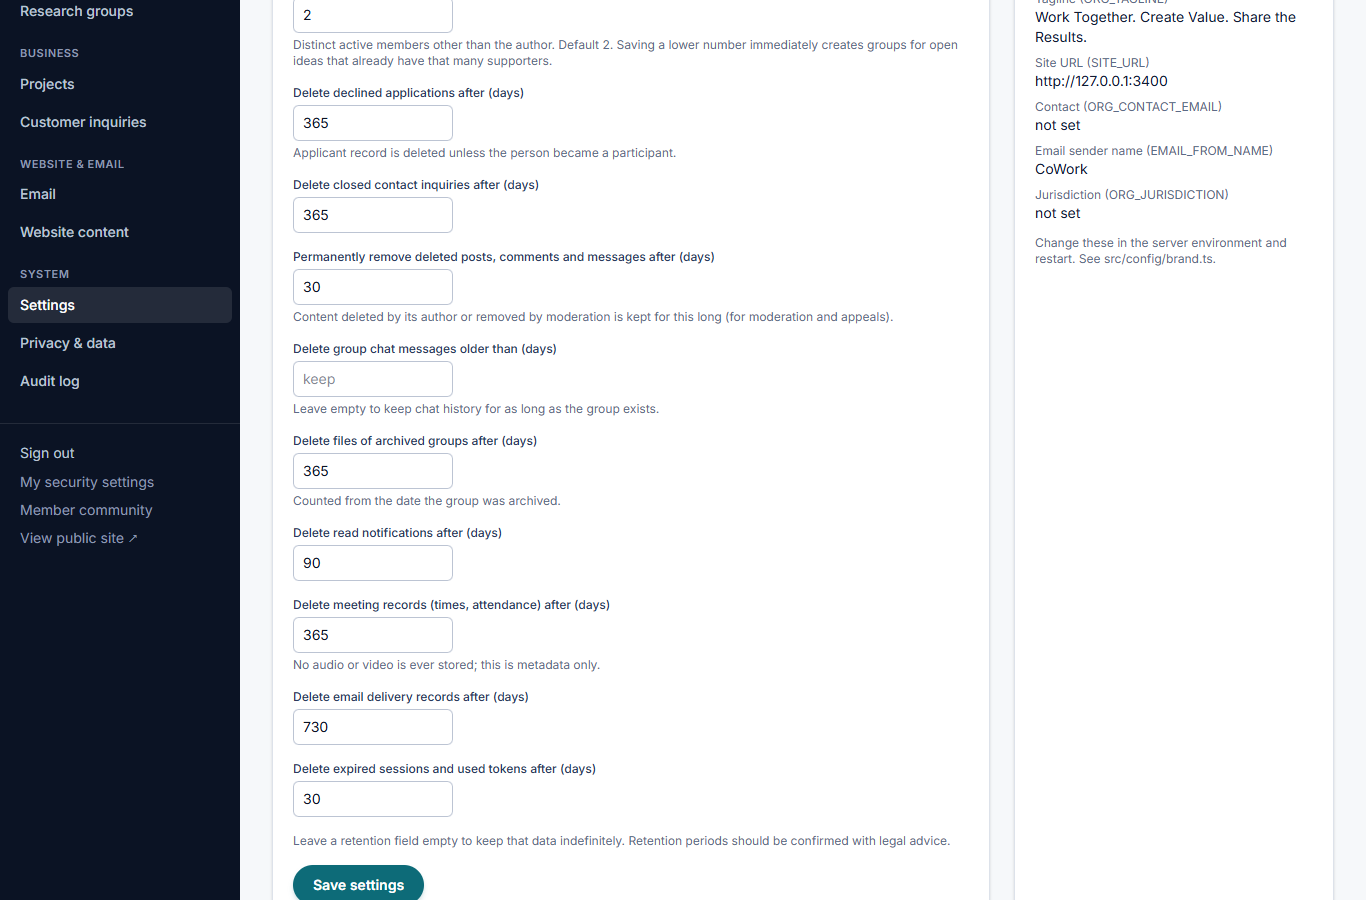 Research groups
BUSINESS
Projects
Customer inquiries
WEBSITE & EMAIL
Email
Website content
SYSTEM
Settings
Privacy & data
Audit log
Sign out
My security settings
Member community
View public site ↗
2
Distinct active members other than the author. Default 2. Saving a lower number immediately creates groups for open
ideas that already have that many supporters.
Delete declined applications after (days)
365
Applicant record is deleted unless the person became a participant.
Delete closed contact inquiries after (days)
365
Permanently remove deleted posts, comments and messages after (days)
30
Content deleted by its author or removed by moderation is kept for this long (for moderation and appeals).
Delete group chat messages older than (days)
keep
Leave empty to keep chat history for as long as the group exists.
Delete files of archived groups after (days)
365
Counted from the date the group was archived.
Delete read notifications after (days)
90
Delete meeting records (times, attendance) after (days)
365
No audio or video is ever stored; this is metadata only.
Delete email delivery records after (days)
730
Delete expired sessions and used tokens after (days)
30
Leave a retention field empty to keep that data indefinitely. Retention periods should be confirmed with legal advice.
Save settings
Tagline (ORG_TAGLINE)
Work Together. Create Value. Share the
Results.
Site URL (SITE_URL)
http://127.0.0.1:3400
Contact (ORG_CONTACT_EMAIL)
not set
Email sender name (EMAIL_FROM_NAME)
CoWork
Jurisdiction (ORG_JURISDICTION)
not set
Change these in the server environment and
restart. See src/config/brand.ts.